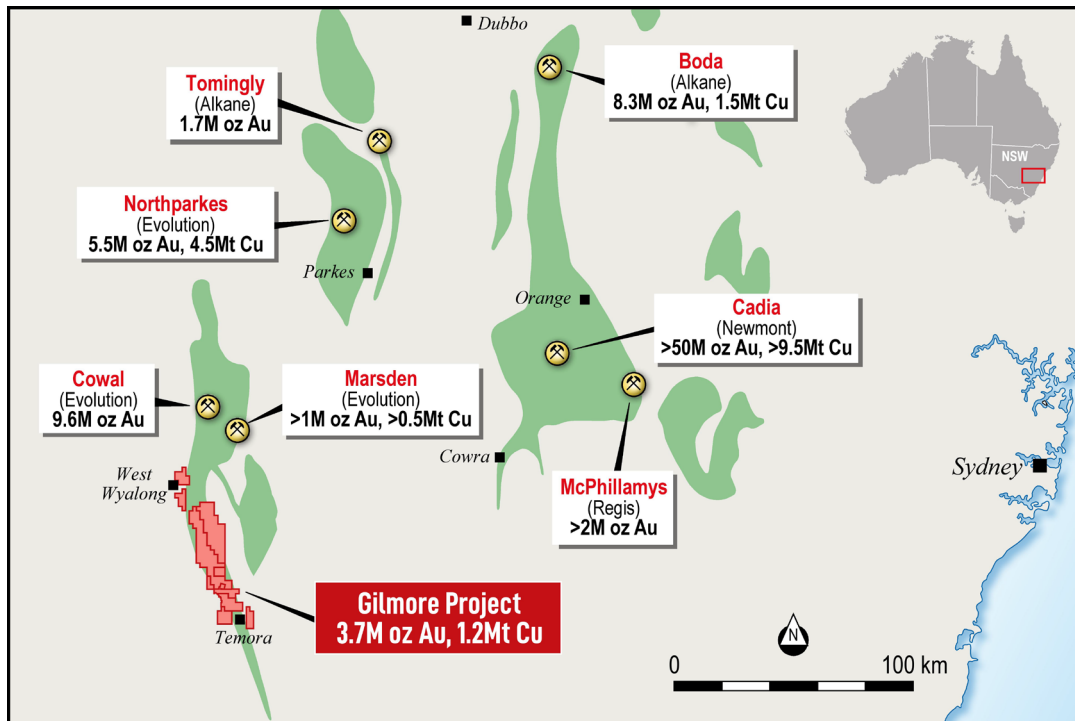 Dubbo
Tomingly
(Alkane)
1.7M oz Au
Boda
(Alkane)
8.3M oz Au, 1.5Mt Cu
NSW
Northparkes
(Evolution)
5.5M oz Au, 4.5Mt Cu
Parkes
Orange
Cadia
(Newmont)
>50M oz Au, >9.5Mt Cu
Cowal
(Evolution)
9.6M oz Au
Marsden
(Evolution)
>1M oz Au, >0.5Mt Cu
Cowra
West
Wyalong
McPhillamys
(Regis)
>2M oz Au
Sydney
Gilmore Project
3.7M oz Au, 1.2Mt Cu
Temora
N
0 100 km